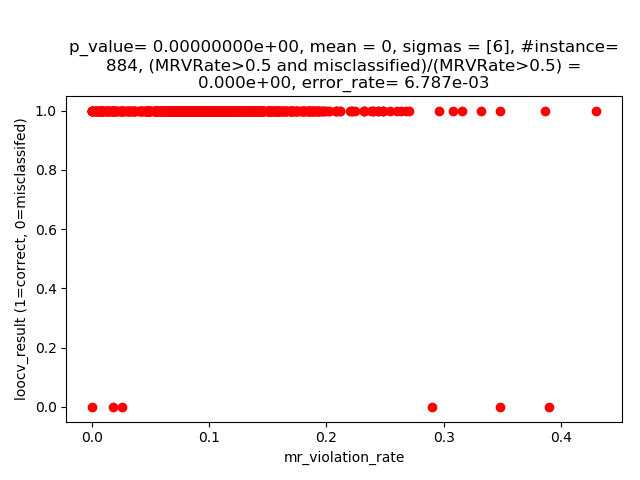 p_value= 0.00000000e+00, mean = 0, sigmas = [6], #instance=
884, (MRVRate>0.5 and misclassified)/(MRVRate>0.5) =
0.000e+00, error_rate= 6.787e-03
1.0
0.8
0.6
0.4
0.2
0.0
loocv_result (1=correct, 0=misclassifed)
0.0 0.1 0.2 0.3 0.4
mr_violation_rate